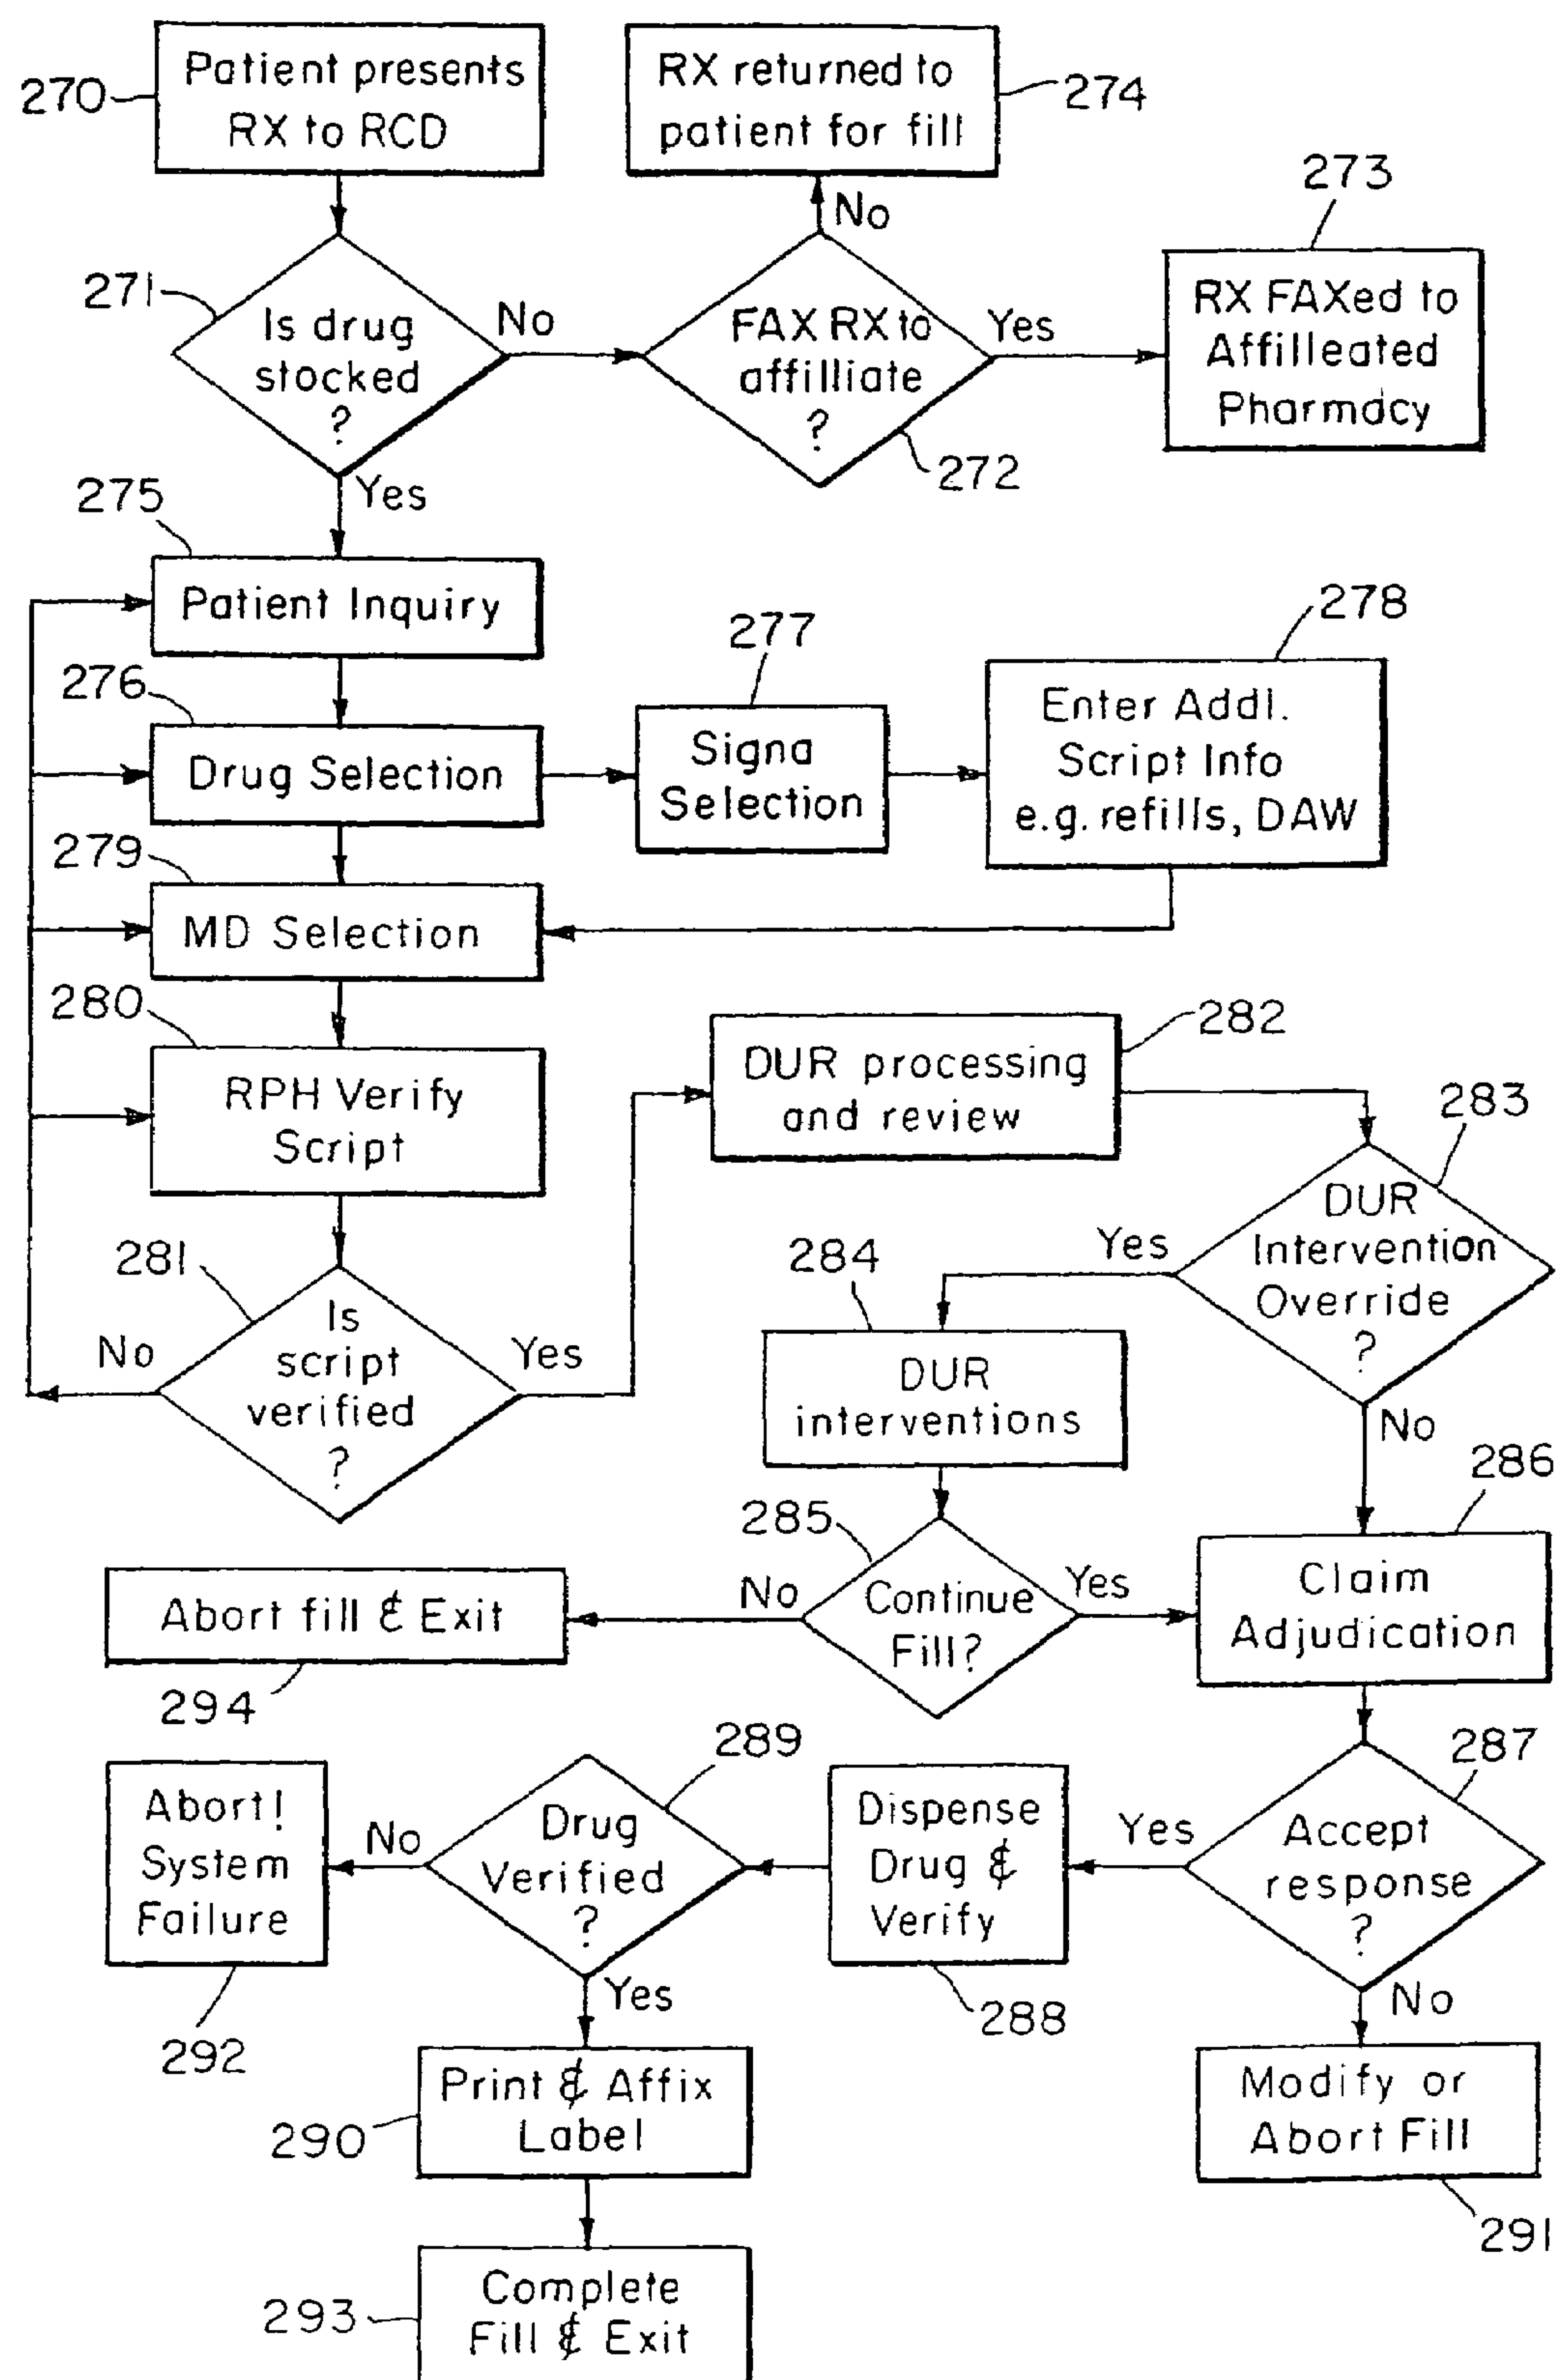 270
Patient presents
RX to RCD
RX returned to
patient for fill
274
273
271
Is drug
stocked
?
No
Yes
No
FAX RX to
affilliate
?
272
Yes
RX FAXed to
Affilleated
Pharmacy
275
Patient Inquiry
276
Drug Selection
277
Signa
Selection
278
Enter Addl.
Script Info
e.g. refills, DAW
279
MD Selection
280
RPH Verify
Script
281
Is
script
verified
?
No
Yes
282
DUR processing
and review
283
DUR
Intervention
Override
?
Yes
No
284
DUR
interventions
285
Continue
Fill?
No
Yes
286
Claim
Adjudication
Abort fill & Exit
294
287
Accept
response
?
Yes
No
Dispense
Drug &
Verify
288
289
Drug
Verified
?
No
Yes
Abort!
System
Failure
292
290
Print & Affix
Label
Modify or
Abort Fill
291
293
Complete
Fill & Exit